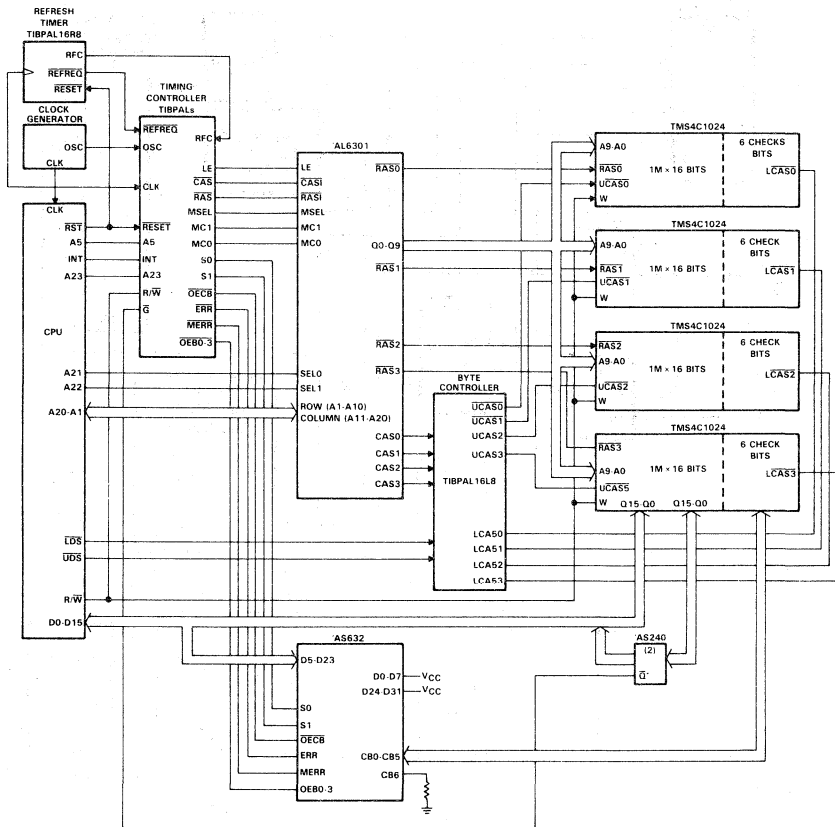 REFRESH
TIMER
TIBPAL16R8
RFC
REFREQ
RESET
CLOCK
GENERATOR
OSC
CLK
TIMING
CONTROLLER
TIBPALs
REFREQ
RFC
OSC
LE
CLK
CAS
RAS
MSEL
RESET
MC1
A5
MC0
INT
S0
A23
S1
R/W
OECB
G
ERR
MERR
OEB0-3
CLK
RST
A5
INT
A23
CPU
A21
A22
A20-A1
LDS
UDS
R/W
D0-D15
'AL6301
LE
CASI
RASI
MSEL
MC1
MC0
RAS0
Q0-Q9
RAS1
RAS2
RAS3
SEL0
SEL1
ROW (A1-A10)
COLUMN (A11-A20)
CAS0
CAS1
CAS2
CAS3
BYTE
CONTROLLER
UCAS0
UCAS1
UCAS2
UCAS3
TIBPAL16L8
LCA50
LCA51
LCA52
LCA53
TMS4C1024
A9-A0
RAS0
UCAS0
W
1M × 16 BITS
6 CHECKS
BITS
LCAS0
TMS4C1024
A9-A0
RAS1
UCAS1
W
1M × 16 BITS
6 CHECK
BITS
LCAS1
TMS4C1024
RAS2
A9-A0
UCAS2
W
1M × 16 BITS
6 CHECK
BITS
LCAS2
TMS4C1024
RAS3
A9-A0
UCAS5
W
1M × 16 BITS
6 CHECK
BITS
LCAS3
Q15-Q0
Q15-Q0
'AS240
(2)
G
'AS632
D5-D23
D0-D7
VCC
D24-D31
VCC
S0
S1
OECB
ERR
MERR
OEB0-3
CB0-CB5
CB6